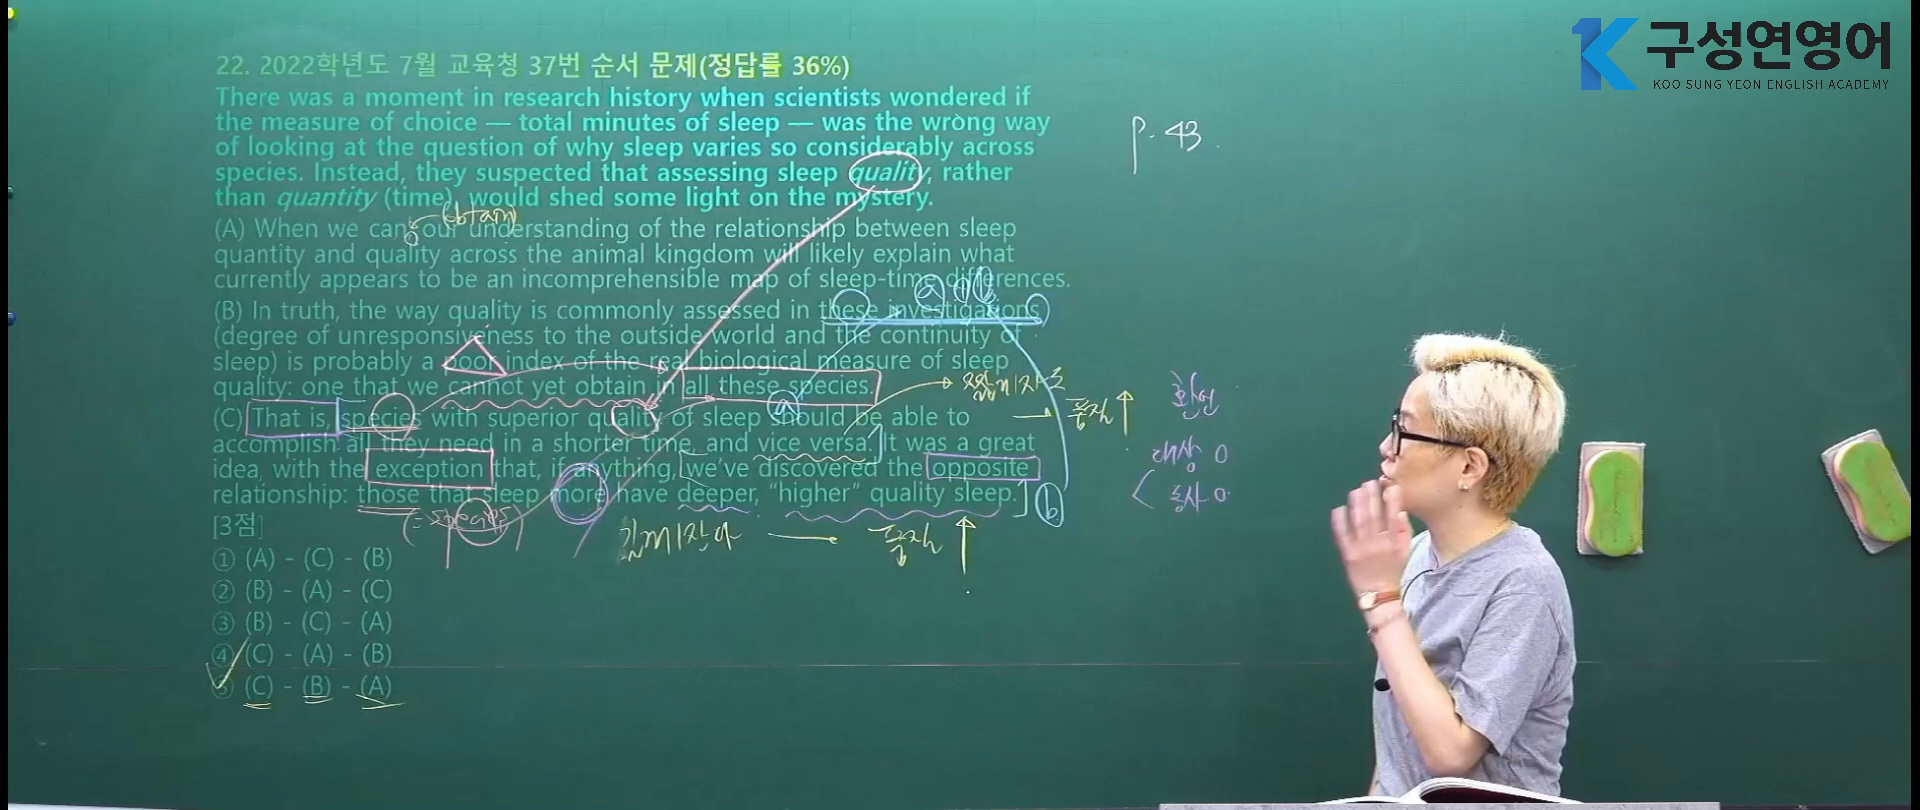 구성연영어
KOO SUNG YEON ENGLISH ACADEMY
22. 2022학년도 7월 교육청 37번 순서 문제(정답률 36%)
There was a moment in research history when scientists wondered if
the measure of choice — total minutes of sleep — was the wrong way
of looking at the question of why sleep varies so considerably across
species. Instead, they suspected that assessing sleep quality, rather
than quantity (time), would shed some light on the mystery.
(obtain)
(A) When we can our understanding of the relationship between sleep
quantity and quality across the animal kingdom will likely explain what
currently appears to be an incomprehensible map of sleep-time differences.
(B) In truth, the way quality is commonly assessed in these investigations
(degree of unresponsiveness to the outside world and the continuity of
sleep) is probably a poor index of the real biological measure of sleep
quality: one that we cannot yet obtain in all these species.
(C) That is, species with superior quality of sleep should be able to
accomplish all they need in a shorter time, and vice versa. It was a great
idea, with the exception that, if anything, we've discovered the opposite
relationship: those that sleep more have deeper, “higher” quality sleep.
(=species)
[3점]
① (A) - (C) - (B)
② (B) - (A) - (C)
③ (B) - (C) - (A)
④ (C) - (A) - (B)
⑤ (C) - (B) - (A)
p. 43
ⓐ
ⓑ